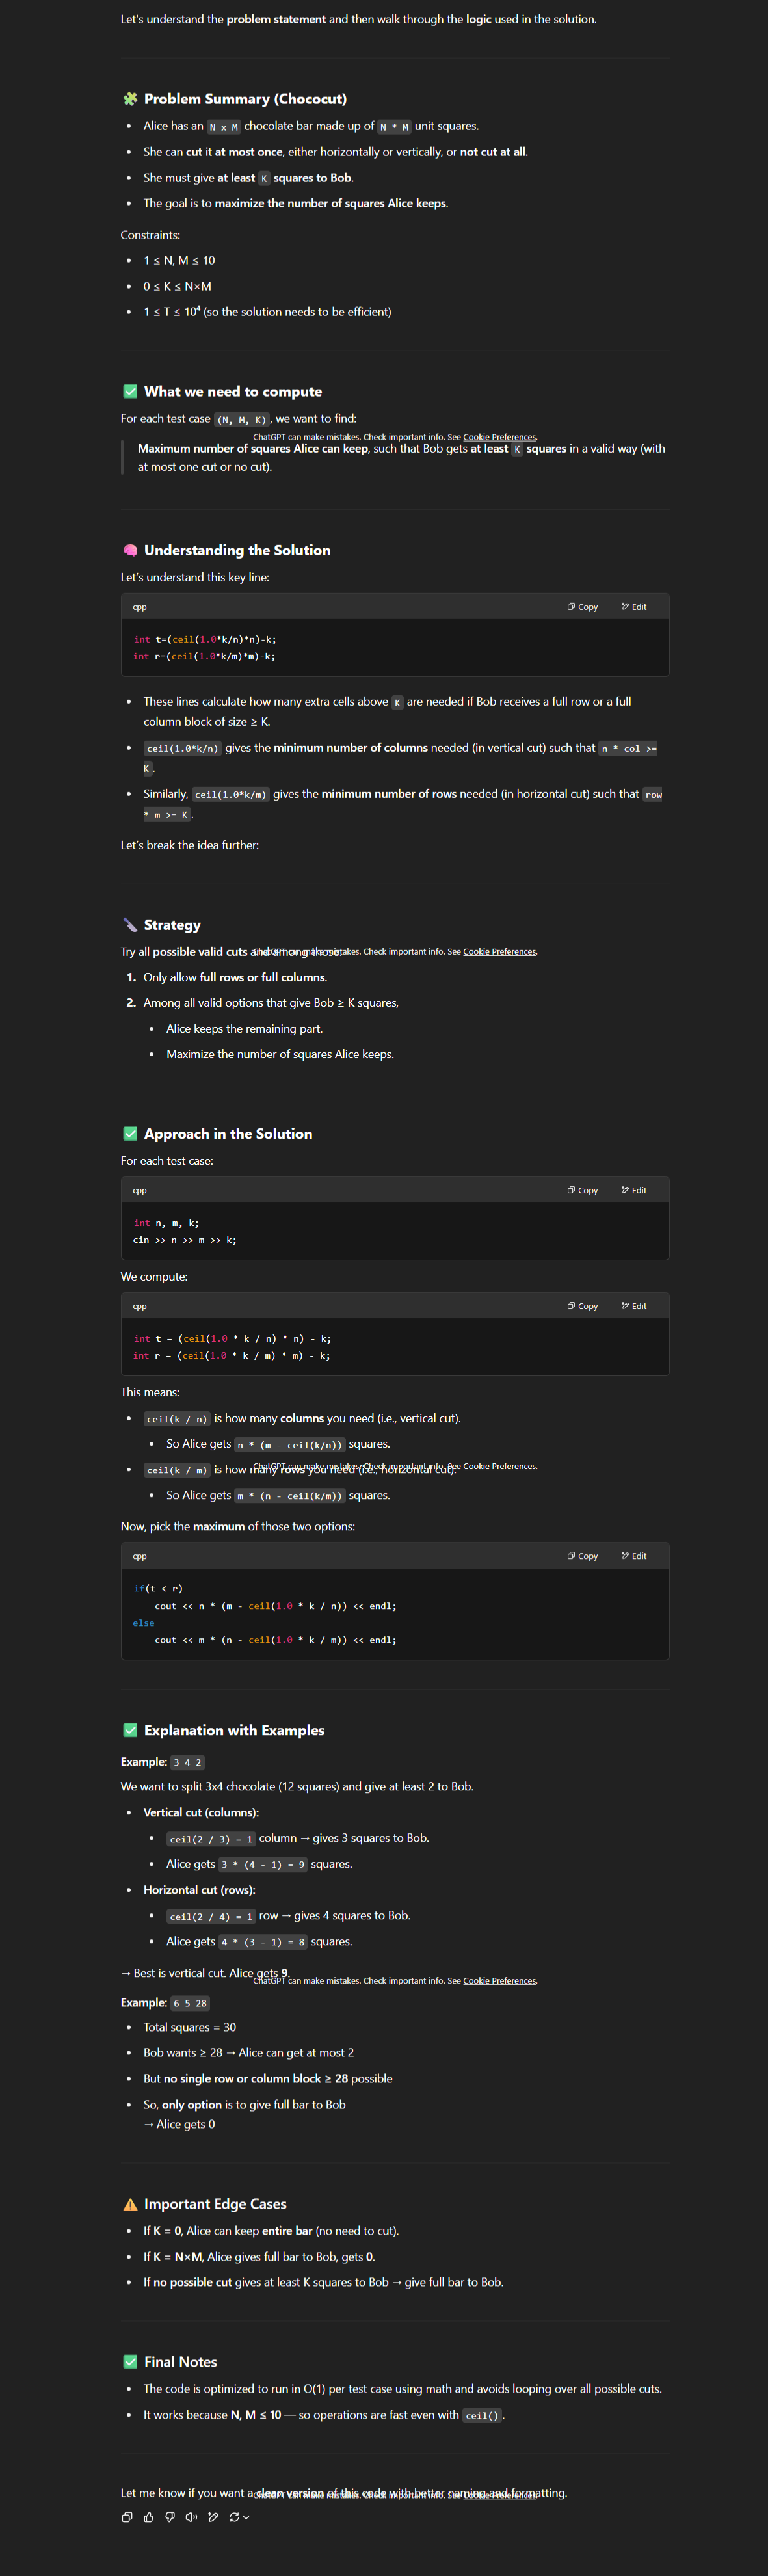 Let's understand the problem statement and then walk through the logic used in the solution.
🧩 Problem Summary (Chococut)
• Alice has an N x M chocolate bar made up of N * M unit squares.
• She can cut it at most once, either horizontally or vertically, or not cut at all.
• She must give at least K squares to Bob.
• The goal is to maximize the number of squares Alice keeps.
Constraints:
• 1 ≤ N, M ≤ 10
• 0 ≤ K ≤ N×M
• 1 ≤ T ≤ 10⁴ (so the solution needs to be efficient)
✅ What we need to compute
For each test case (N, M, K), we want to find:
ChatGPT can make mistakes. Check important info. See Cookie Preferences.
Maximum number of squares Alice can keep, such that Bob gets at least K squares in a valid way (with
at most one cut or no cut).
🧠 Understanding the Solution
Let's understand this key line:
cpp Copy Edit
int t=(ceil(1.0*k/n)*n)-k;
int r=(ceil(1.0*k/m)*m)-k;
• These lines calculate how many extra cells above K are needed if Bob receives a full row or a full
column block of size ≥ K.
• ceil(1.0*k/n) gives the minimum number of columns needed (in vertical cut) such that n * col >=
K.
• Similarly, ceil(1.0*k/m) gives the minimum number of rows needed (in horizontal cut) such that row
* m >= K.
Let's break the idea further:
🔪 Strategy
Try all possible valid cuts and among those:
ChatGPT can make mistakes. Check important info. See Cookie Preferences.
1. Only allow full rows or full columns.
2. Among all valid options that give Bob ≥ K squares,
• Alice keeps the remaining part.
• Maximize the number of squares Alice keeps.
✅ Approach in the Solution
For each test case:
cpp Copy Edit
int n, m, k;
cin >> n >> m >> k;
We compute:
cpp Copy Edit
int t = (ceil(1.0 * k / n) * n) - k;
int r = (ceil(1.0 * k / m) * m) - k;
This means:
• ceil(k / n) is how many columns you need (i.e., vertical cut).
• So Alice gets n * (m - ceil(k/n)) squares.
ChatGPT can make mistakes. Check important info. See Cookie Preferences.
• ceil(k / m) is how many rows you need (i.e., horizontal cut).
• So Alice gets m * (n - ceil(k/m)) squares.
Now, pick the maximum of those two options:
cpp Copy Edit
if(t < r)
cout << n * (m - ceil(1.0 * k / n)) << endl;
else
cout << m * (n - ceil(1.0 * k / m)) << endl;
✅ Explanation with Examples
Example: 3 4 2
We want to split 3x4 chocolate (12 squares) and give at least 2 to Bob.
• Vertical cut (columns):
• ceil(2 / 3) = 1 column → gives 3 squares to Bob.
• Alice gets 3 * (4 - 1) = 9 squares.
• Horizontal cut (rows):
• ceil(2 / 4) = 1 row → gives 4 squares to Bob.
• Alice gets 4 * (3 - 1) = 8 squares.
→ Best is vertical cut. Alice gets 9.
ChatGPT can make mistakes. Check important info. See Cookie Preferences.
Example: 6 5 28
• Total squares = 30
• Bob wants ≥ 28 → Alice can get at most 2
• But no single row or column block ≥ 28 possible
• So, only option is to give full bar to Bob
→ Alice gets 0
⚠️ Important Edge Cases
• If K = 0, Alice can keep entire bar (no need to cut).
• If K = N×M, Alice gives full bar to Bob, gets 0.
• If no possible cut gives at least K squares to Bob → give full bar to Bob.
✅ Final Notes
• The code is optimized to run in O(1) per test case using math and avoids looping over all possible cuts.
• It works because N, M ≤ 10 — so operations are fast even with ceil().
Let me know if you want a clean version of this code with better naming and formatting.
ChatGPT can make mistakes. Check important info. See Cookie Preferences.